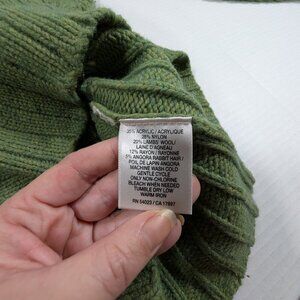 35% ACRYLIC / ACRYLIQUE
28% NYLON
20% LAMBS WOOL/
LAINE D'AGNEAU
12% RAYON / RAYONNE
5% ANGORA RABBIT HAIR /
POIL DE LAPIN ANGORA
MACHINE WASH COLD
GENTLE CYCLE
ONLY NON-CHLORINE
BLEACH WHEN NEEDED
TUMBLE DRY LOW
WARM IRON
RN 54023 / CA 17897